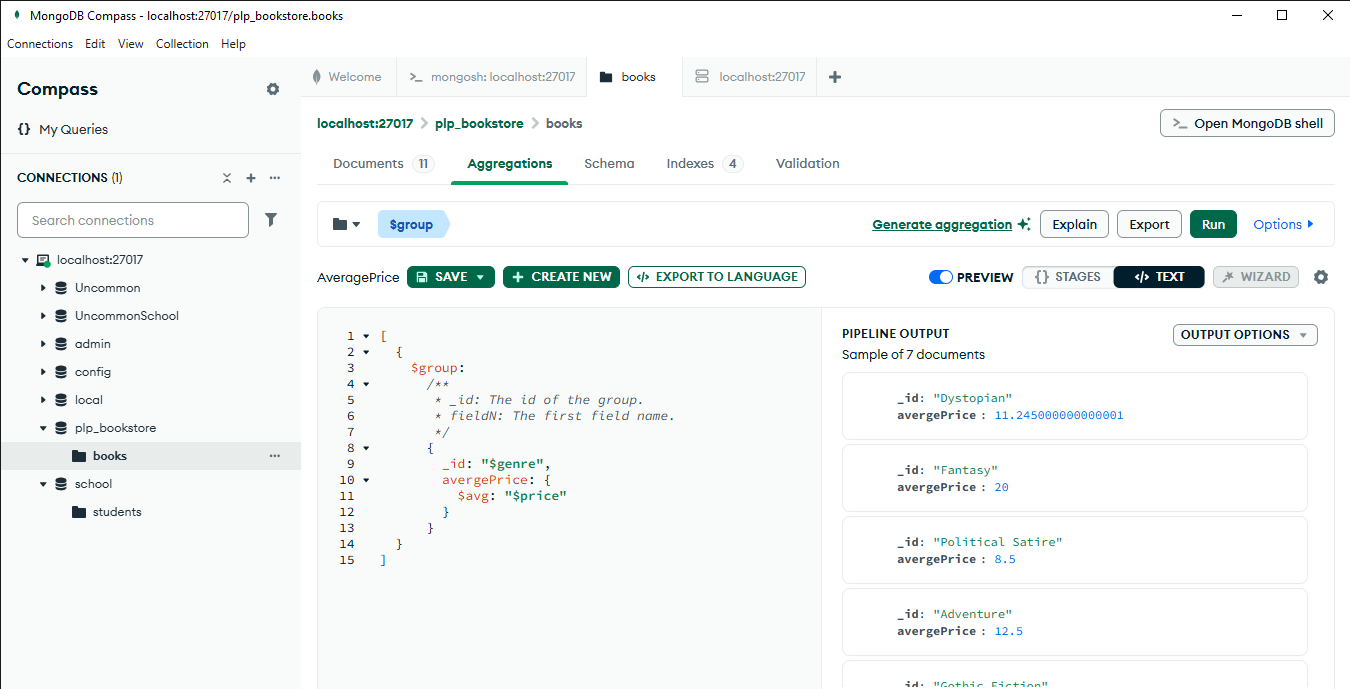 MongoDB Compass - localhost:27017/plp_bookstore.books
Connections Edit View Collection Help
Compass
{} My Queries
CONNECTIONS (1)
Search connections
localhost:27017
Uncommon
UncommonSchool
admin
config
local
plp_bookstore
books
school
students
Welcome
>_ mongosh: localhost:27017
books
localhost:27017
localhost:27017 > plp_bookstore > books
>_ Open MongoDB shell
Documents 11 Aggregations Schema Indexes 4 Validation
$group
Generate aggregation Explain Export Run Options
AveragePrice SAVE + CREATE NEW </> EXPORT TO LANGUAGE
PREVIEW {} STAGES </> TEXT WIZARD
1 [
2 {
3 $group:
4 /**
5 * _id: The id of the group.
6 * fieldN: The first field name.
7 */
8 {
9 _id: "$genre",
10 avergePrice: {
11 $avg: "$price"
12 }
13 }
14 }
15 ]
PIPELINE OUTPUT
Sample of 7 documents
OUTPUT OPTIONS
_id: "Dystopian"
avergePrice : 11.245000000000001
_id: "Fantasy"
avergePrice : 20
_id: "Political Satire"
avergePrice : 8.5
_id: "Adventure"
avergePrice : 12.5
_id: "Gothic Fiction"